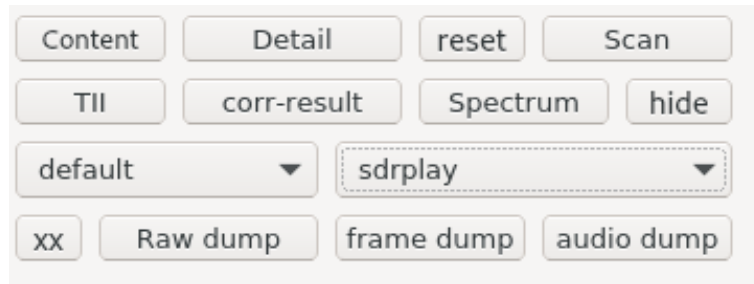 Content Detail reset Scan
TII corr-result Spectrum hide
default sdrplay
xx Raw dump frame dump audio dump